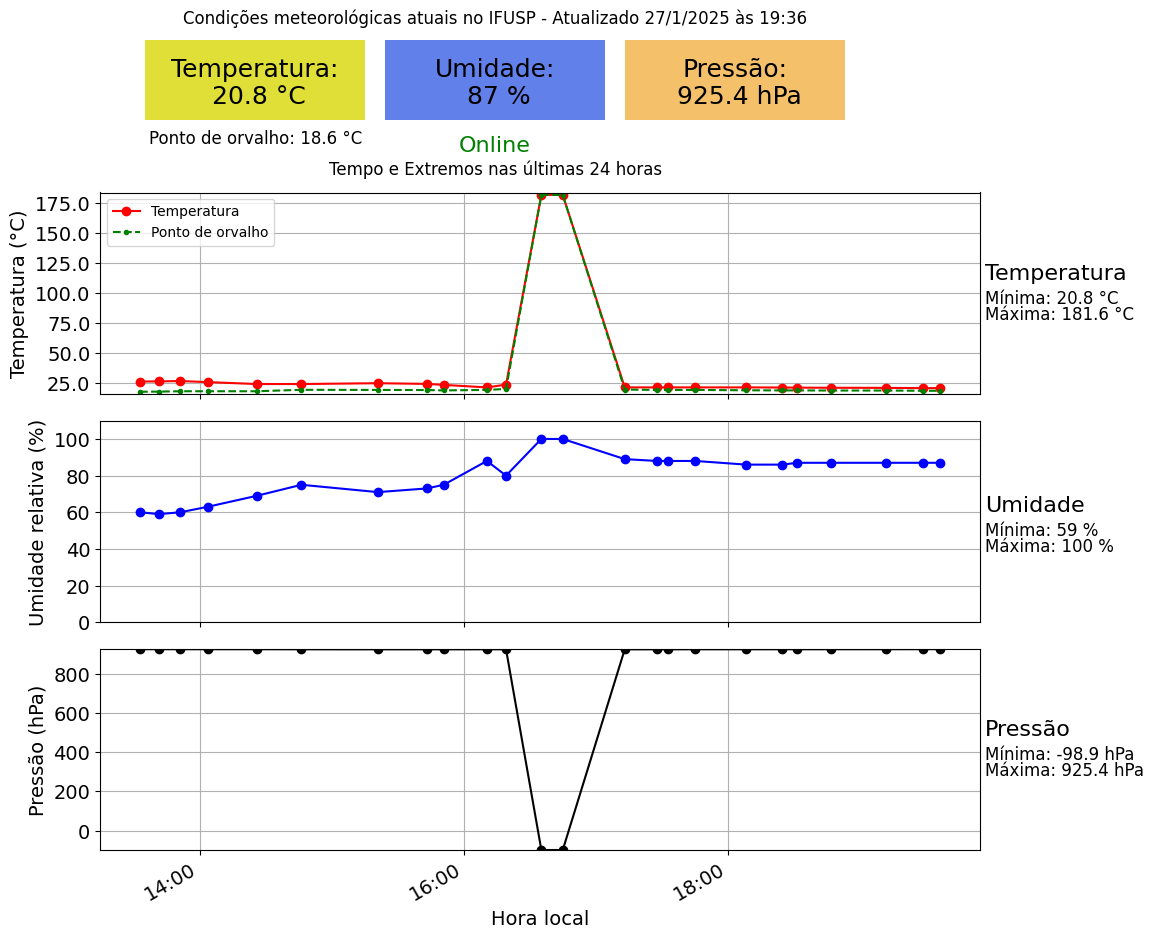 Condições meteorológicas atuais no IFUSP - Atualizado 27/1/2025 às 19:36
Temperatura:
20.8 °C
Umidade:
87 %
Pressão:
925.4 hPa
Ponto de orvalho: 18.6 °C
Online
Tempo e Extremos nas últimas 24 horas
Temperatura (°C)
175.0
150.0
125.0
100.0
75.0
50.0
25.0
Temperatura
Ponto de orvalho
Temperatura
Mínima: 20.8 °C
Máxima: 181.6 °C
Umidade relativa (%)
100
80
60
40
20
0
Umidade
Mínima: 59 %
Máxima: 100 %
Pressão (hPa)
800
600
400
200
0
Pressão
Mínima: -98.9 hPa
Máxima: 925.4 hPa
14:00
16:00
18:00
Hora local